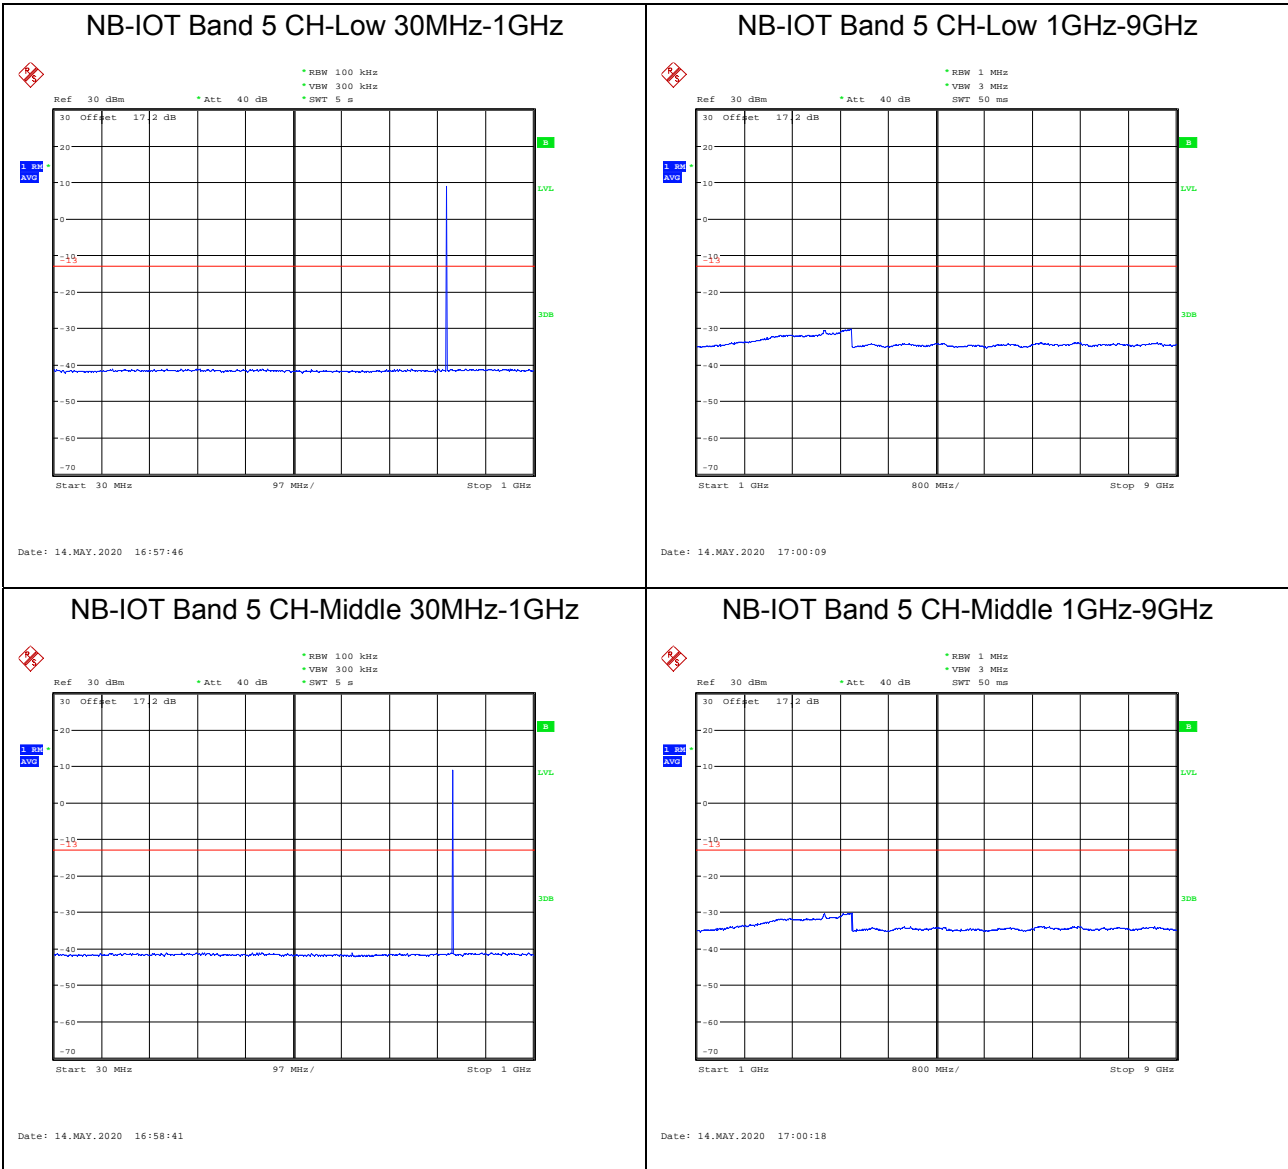 NB-IOT Band 5 CH-Low 30MHz-1GHz
R S
* RBW 100 kHz
* VBW 300 kHz
Ref 30 dBm * Att 40 dB * SWT 5 s
30 Offset 17.2 dB
B
20
1 RM *
AVG
10
LVL
0
-10
-13
-20
3DB
-30
-40
-50
-60
-70
Start 30 MHz 97 MHz/ Stop 1 GHz
Date: 14.MAY.2020 16:57:46
NB-IOT Band 5 CH-Low 1GHz-9GHz
R S
* RBW 1 MHz
* VBW 3 MHz
Ref 30 dBm * Att 40 dB SWT 50 ms
30 Offset 17.2 dB
B
20
1 RM *
AVG
10
LVL
0
-10
-13
-20
3DB
-30
-40
-50
-60
-70
Start 1 GHz 800 MHz/ Stop 9 GHz
Date: 14.MAY.2020 17:00:09
NB-IOT Band 5 CH-Middle 30MHz-1GHz
R S
* RBW 100 kHz
* VBW 300 kHz
Ref 30 dBm * Att 40 dB * SWT 5 s
30 Offset 17.2 dB
B
20
1 RM *
AVG
10
LVL
0
-10
-13
-20
3DB
-30
-40
-50
-60
-70
Start 30 MHz 97 MHz/ Stop 1 GHz
Date: 14.MAY.2020 16:58:41
NB-IOT Band 5 CH-Middle 1GHz-9GHz
R S
* RBW 1 MHz
* VBW 3 MHz
Ref 30 dBm * Att 40 dB SWT 50 ms
30 Offset 17.2 dB
B
20
1 RM *
AVG
10
LVL
0
-10
-13
-20
3DB
-30
-40
-50
-60
-70
Start 1 GHz 800 MHz/ Stop 9 GHz
Date: 14.MAY.2020 17:00:18